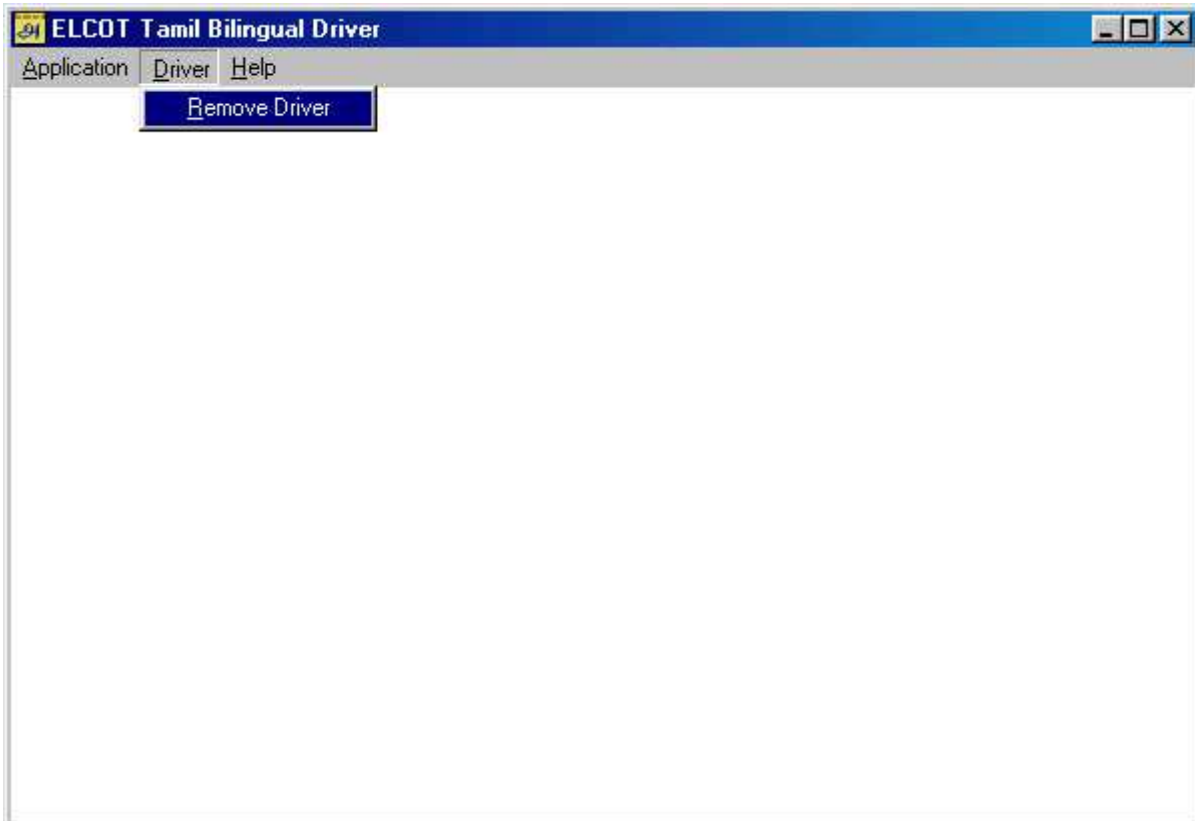 அ ELCOT Tamil Bilingual Driver
Application Driver Help
Remove Driver